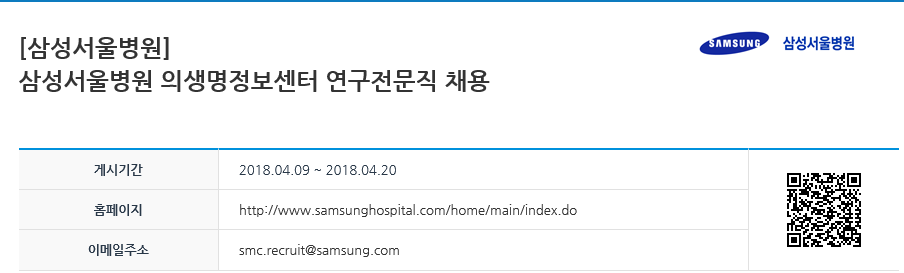 [삼성서울병원]
삼성서울병원 의생명정보센터 연구전문직 채용
SAMSUNG 삼성서울병원
게시기간 2018.04.09 ~ 2018.04.20
홈페이지 http://www.samsunghospital.com/home/main/index.do
이메일주소 smc.recruit@samsung.com